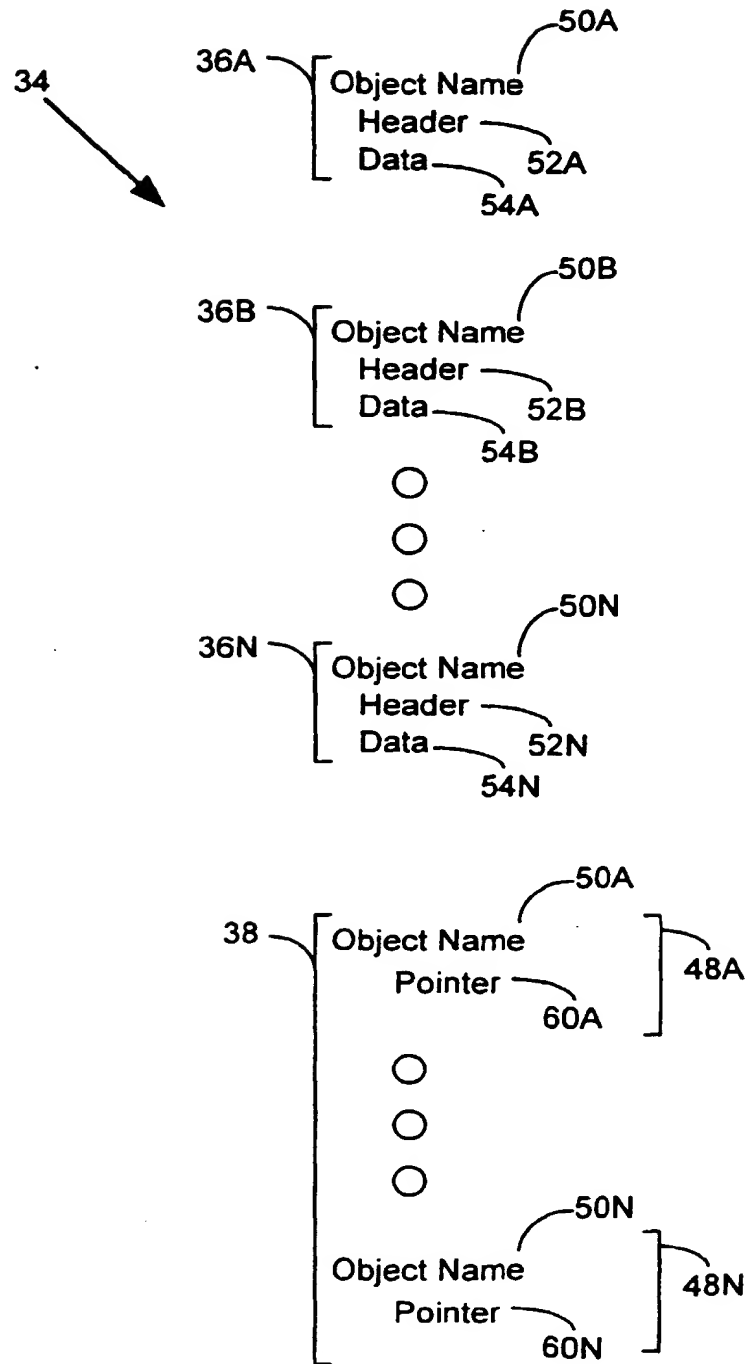 50A
36A
34
Object Name
Header
52A
Data
54A
50B
36B
Object Name
Header
52B
Data
54B
50N
36N
Object Name
Header
52N
Data
54N
50A
38
Object Name
48A
Pointer
60A
50N
Object Name
48N
Pointer
60N